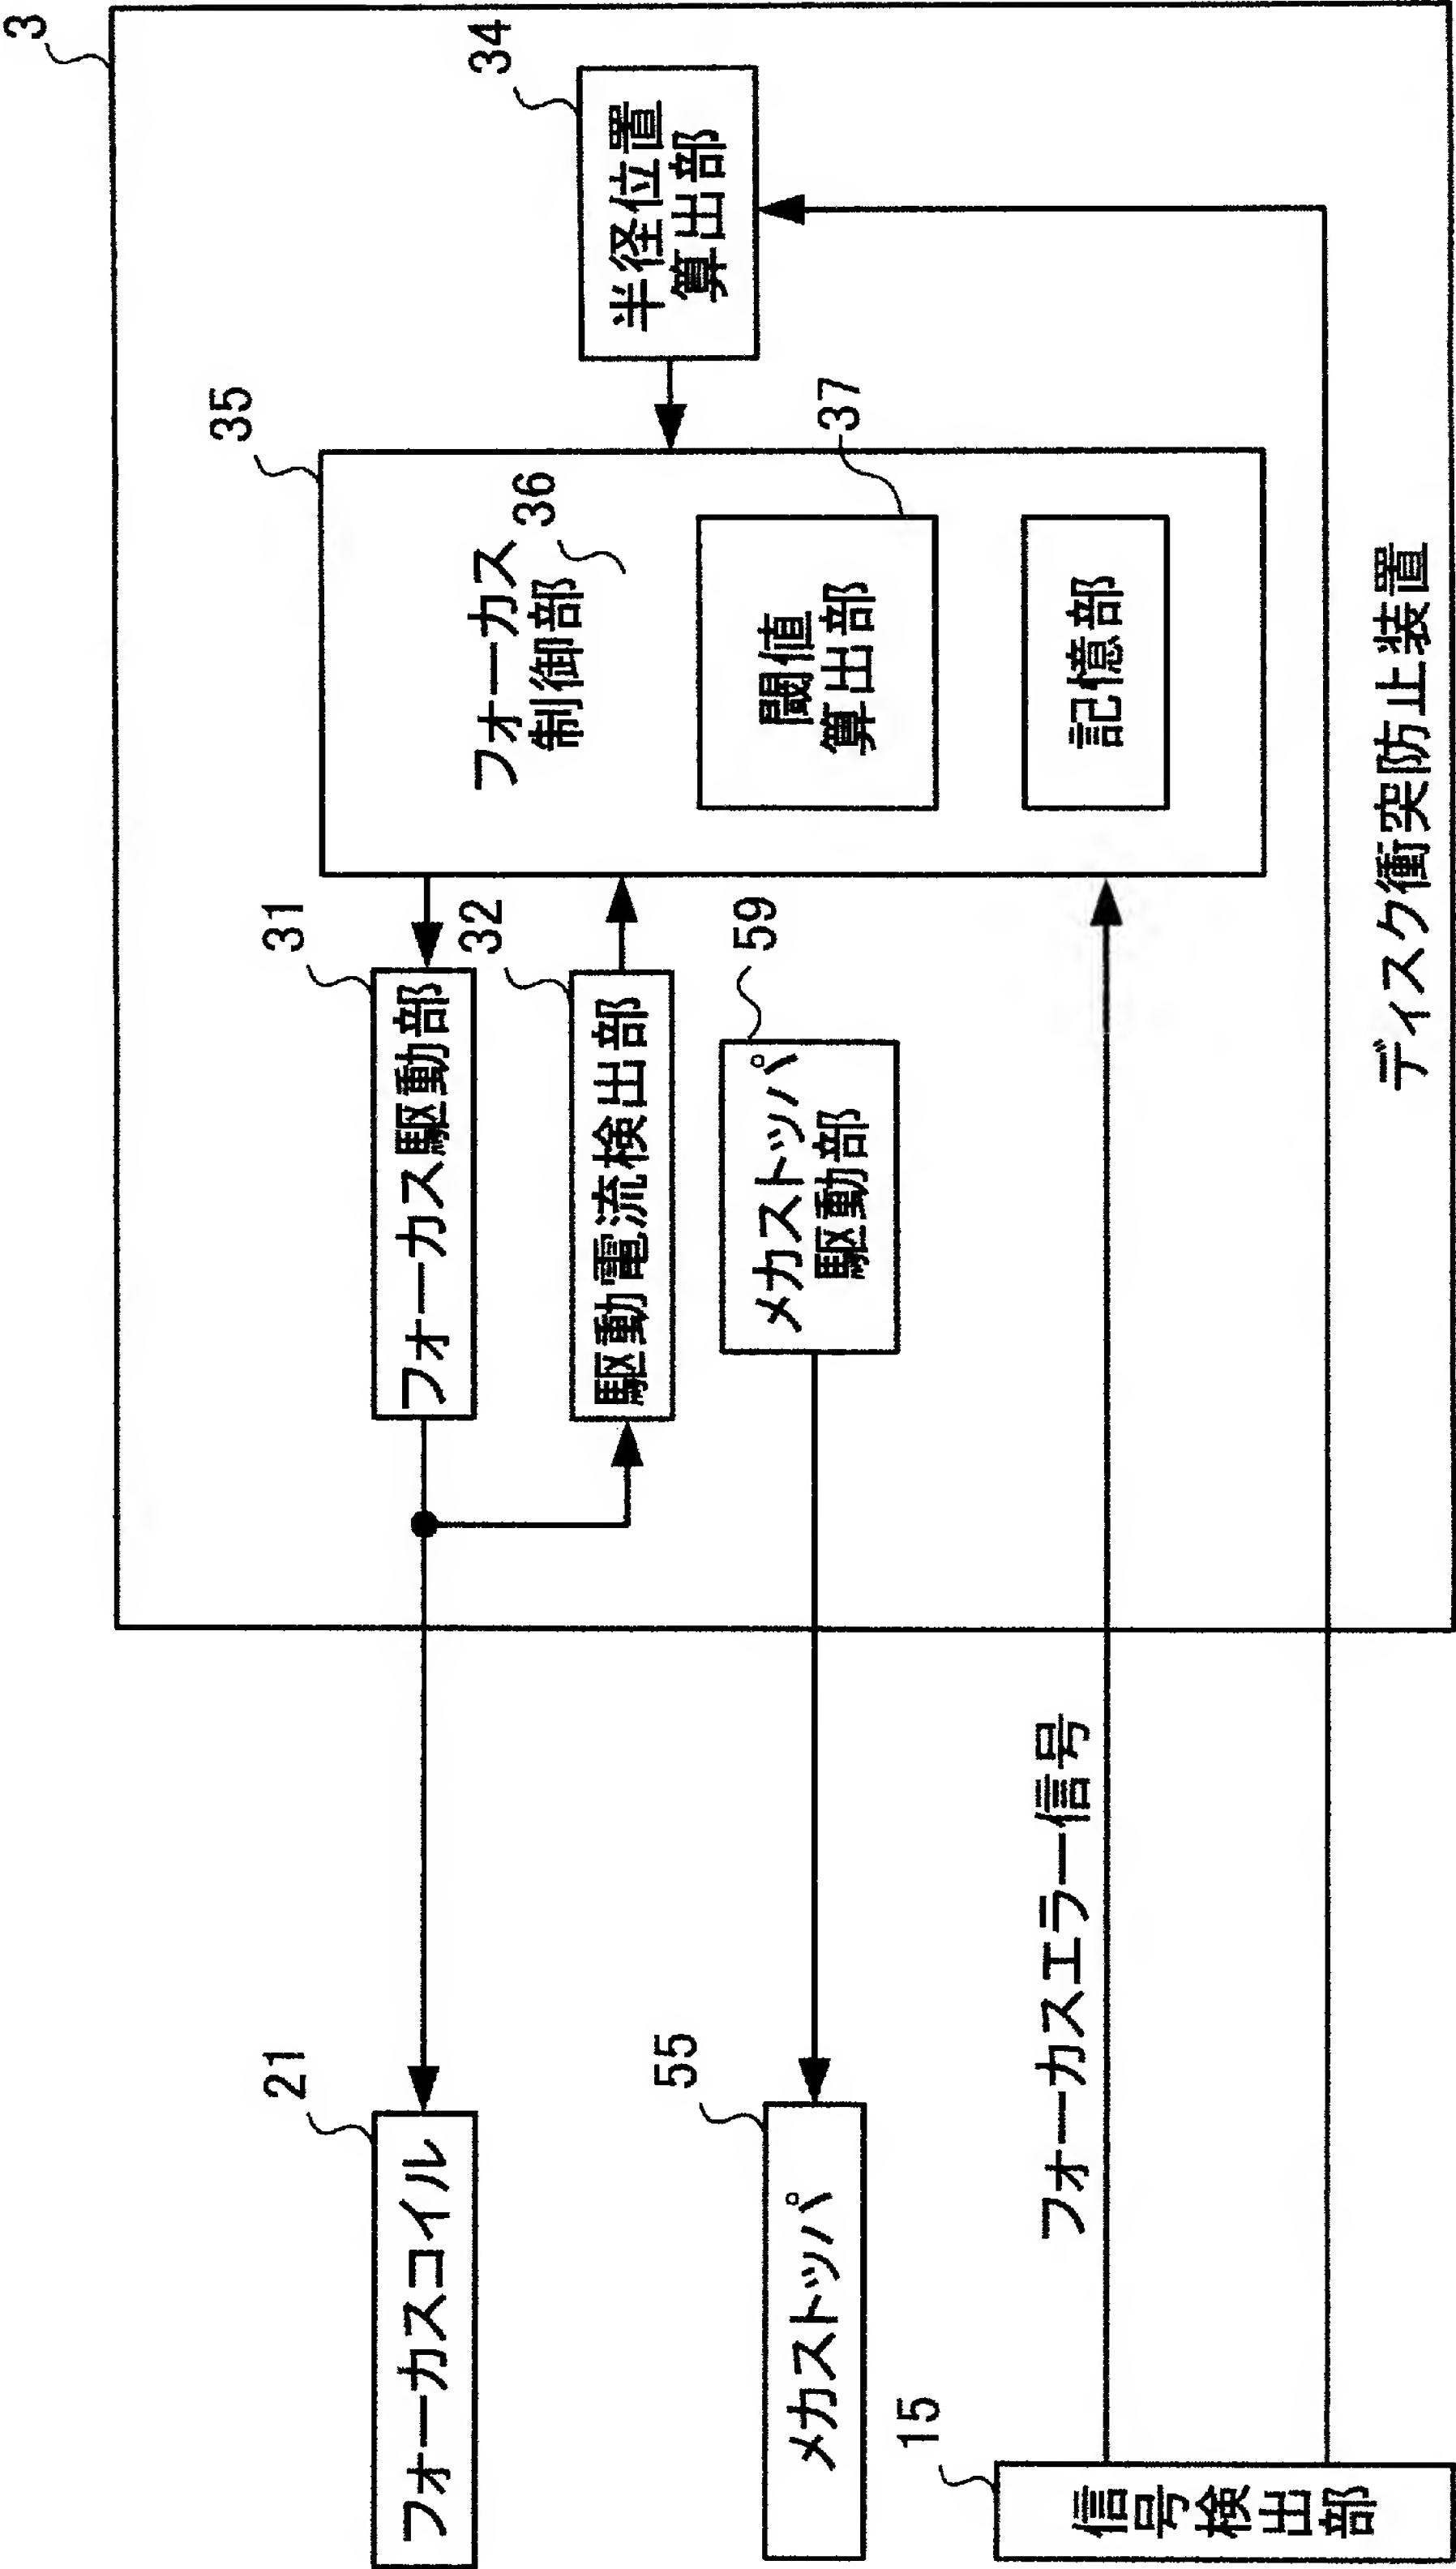 3
21
フォーカスコイル
31
フォーカス駆動部
35
フォーカス
制御部
36
34
半径位置
算出部
32
駆動電流検出部
55
メカストッパ
59
メカストッパ
駆動部
37
閾値
算出部
記憶部
15
信号検出部
フォーカスエラー信号
ディスク衝突防止装置